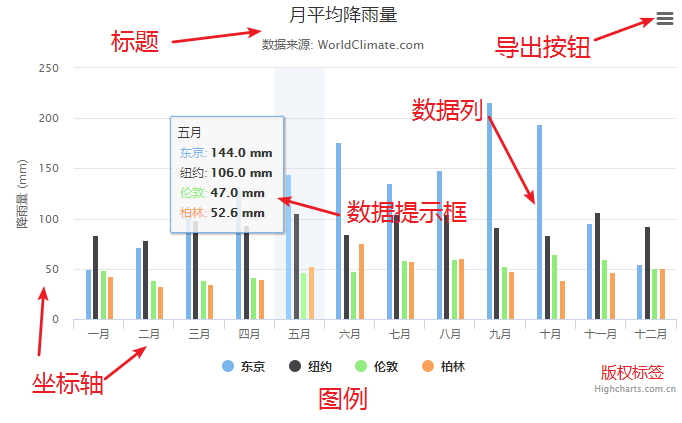 月平均降雨量
标题
数据来源: WorldClimate.com
导出按钮
250
200
150
100
50
0
降雨量 (mm)
数据列
五月
东京: 144.0 mm
纽约: 106.0 mm
伦敦: 47.0 mm
柏林: 52.6 mm
数据提示框
一月 二月 三月 四月 五月 六月 七月 八月 九月 十月 十一月 十二月
坐标轴
东京 纽约 伦敦 柏林
图例
版权标签
Highcharts.com.cn